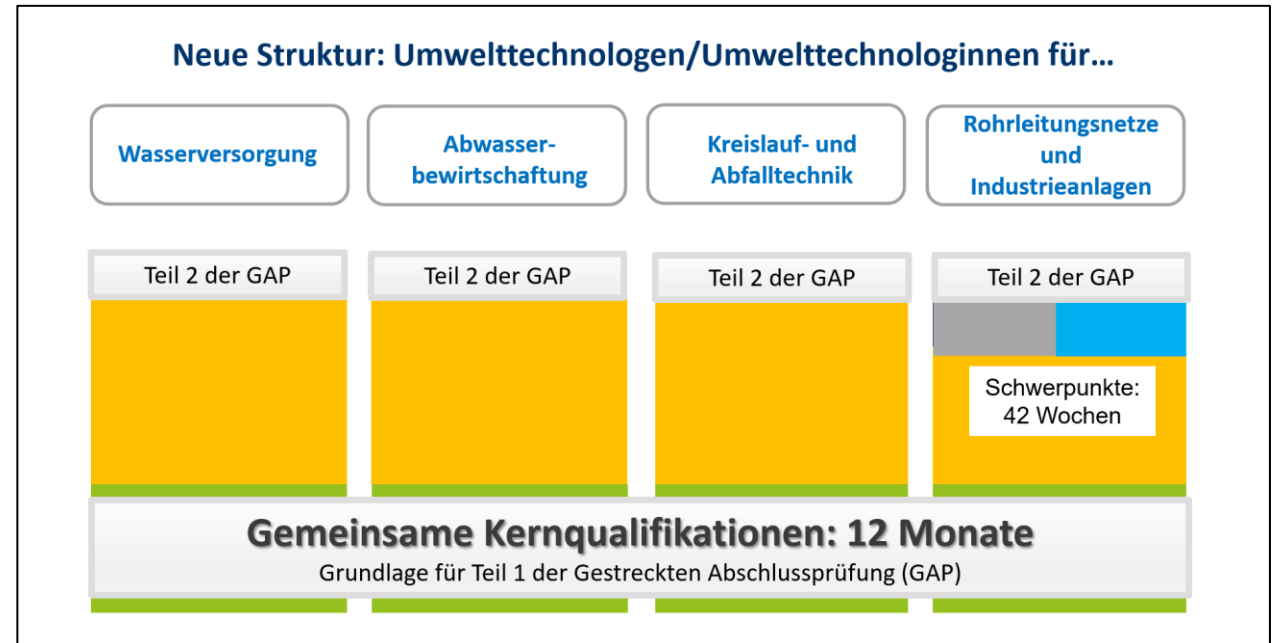 Neue Struktur: Umwelttechnologen/Umwelttechnologinnen für…
Wasserversorgung
Abwasser-
bewirtschaftung
Kreislauf- und
Abfalltechnik
Rohrleitungsnetze
und
Industrieanlagen
Teil 2 der GAP
Teil 2 der GAP
Teil 2 der GAP
Teil 2 der GAP
Schwerpunkte:
42 Wochen
Gemeinsame Kernqualifikationen: 12 Monate
Grundlage für Teil 1 der Gestreckten Abschlussprüfung (GAP)